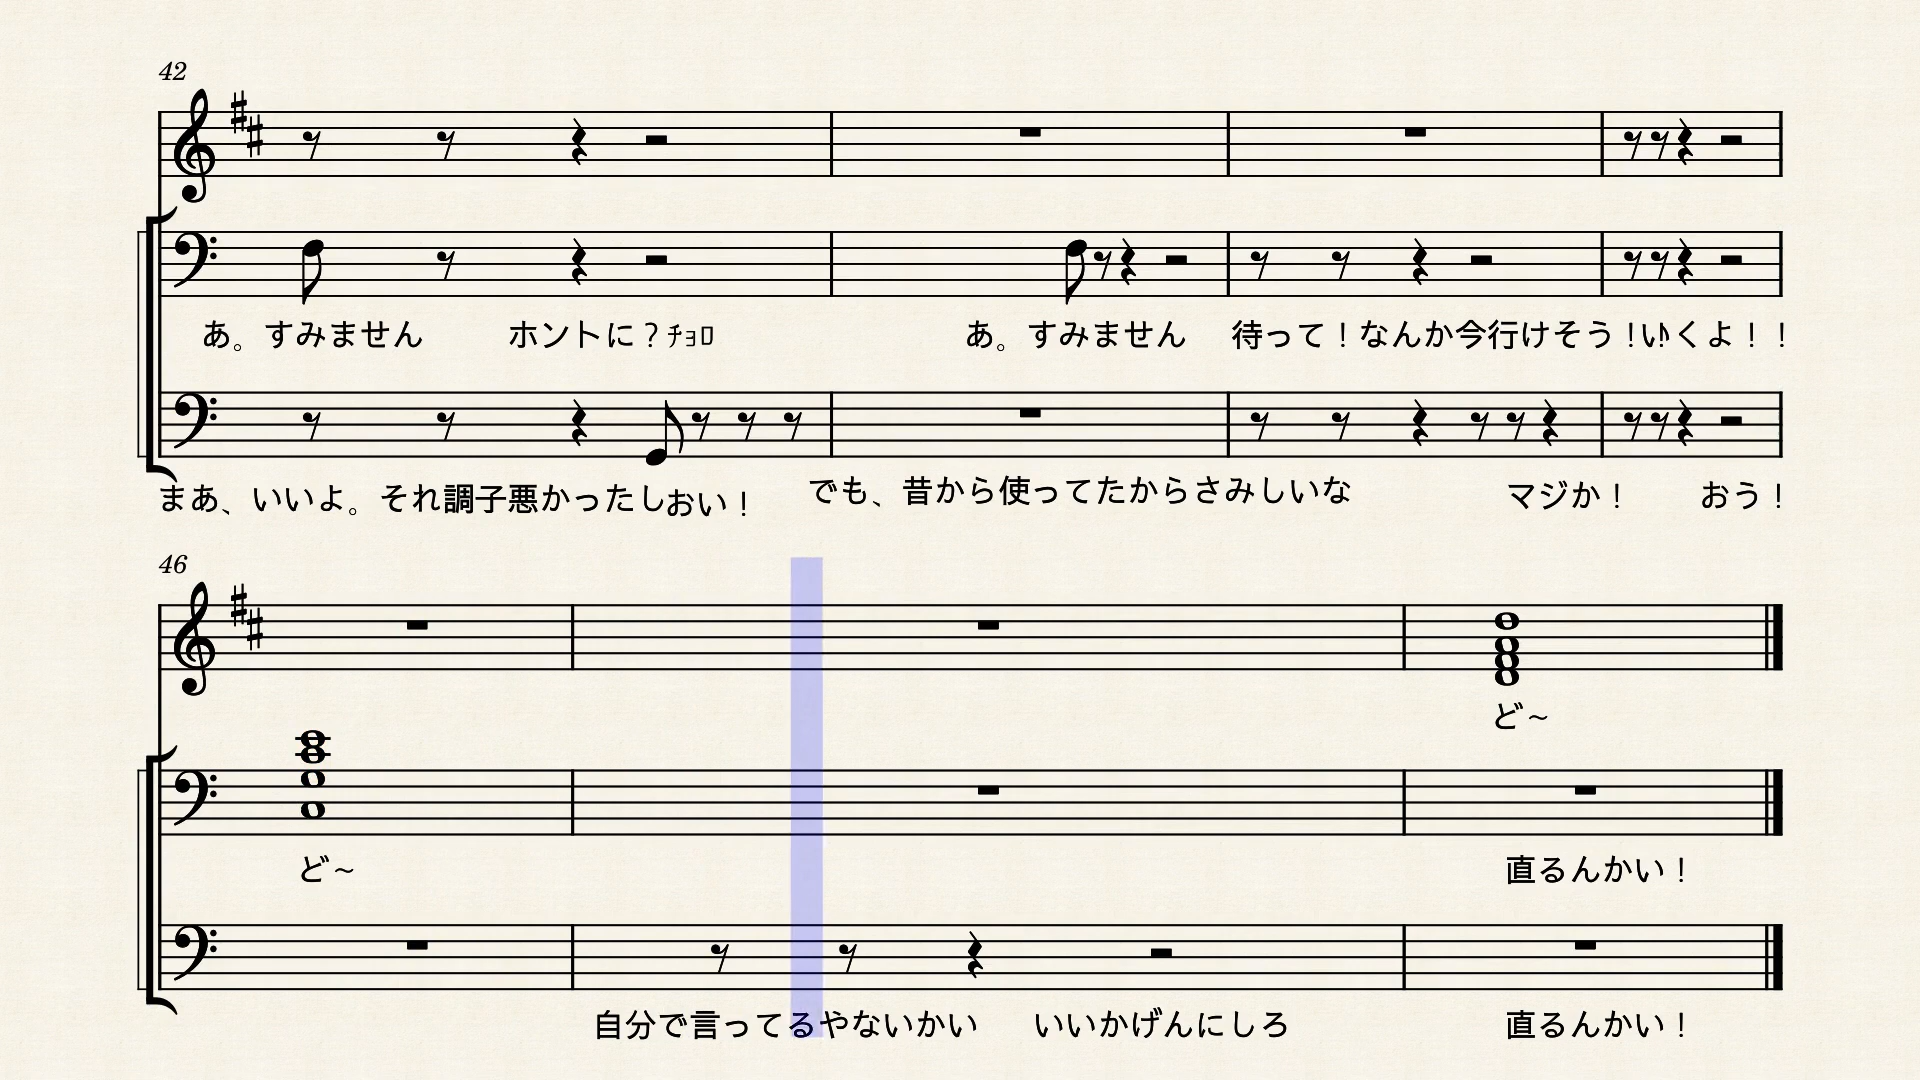 42
あ。すみません ホントに？ﾁｮﾛ あ。すみません 待って！なんか今行けそう！いくよ！！
まあ、いいよ。それ調子悪かったし おい！ でも、昔から使ってたからさみしいな マジか！ おう！
46
ど～
ど～ 直るんかい！
自分で言ってるやないかい いいかげんにしろ 直るんかい！